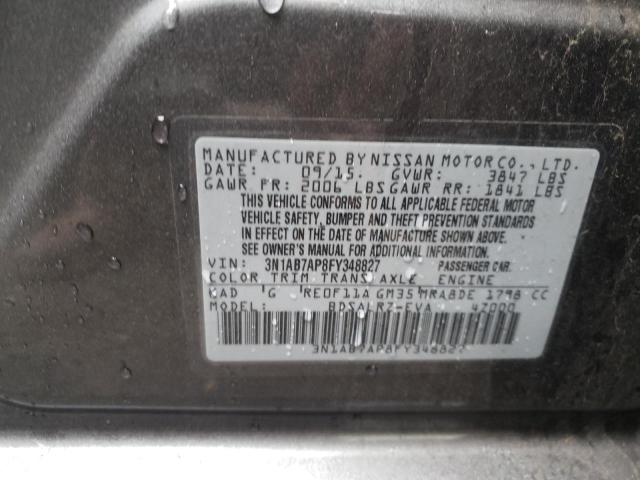 MANUFACTURED BY NISSAN MOTOR CO., LTD.
DATE: 09/15. GVWR: 3847 LBS
GAWR FR: 2006 LBS GAWR RR: 1841 LBS
THIS VEHICLE CONFORMS TO ALL APPLICABLE FEDERAL MOTOR
VEHICLE SAFETY, BUMPER AND THEFT PREVENTION STANDARDS
IN EFFECT ON THE DATE OF MANUFACTURE SHOWN ABOVE.
SEE OWNER'S MANUAL FOR ADDITIONAL INFORMATION.
VIN: 3N1AB7AP8FY348827 PASSENGER CAR.
COLOR TRIM TRANS AXLE ENGINE
KAD G RE0F11A GM35 MRA8DE 1798 CC
MODEL: BDSALRZ-EVA 4Z000
3N1AB7AP8FY348827